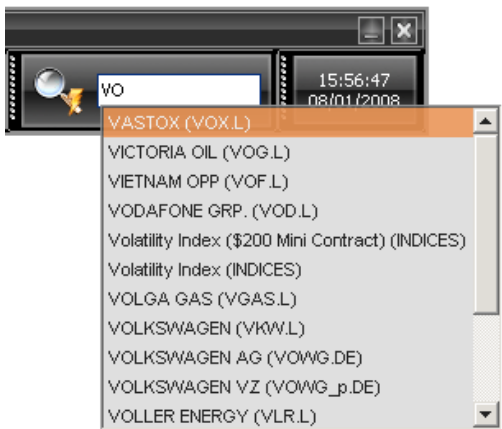 VO
15:56:47
08/01/2008
VASTOX (VOX.L)
VICTORIA OIL (VOG.L)
VIETNAM OPP (VOF.L)
VODAFONE GRP. (VOD.L)
Volatility Index ($200 Mini Contract) (INDICES)
Volatility Index (INDICES)
VOLGA GAS (VGAS.L)
VOLKSWAGEN (VKW.L)
VOLKSWAGEN AG (VOWG.DE)
VOLKSWAGEN VZ (VOWG_p.DE)
VOLLER ENERGY (VLR.L)